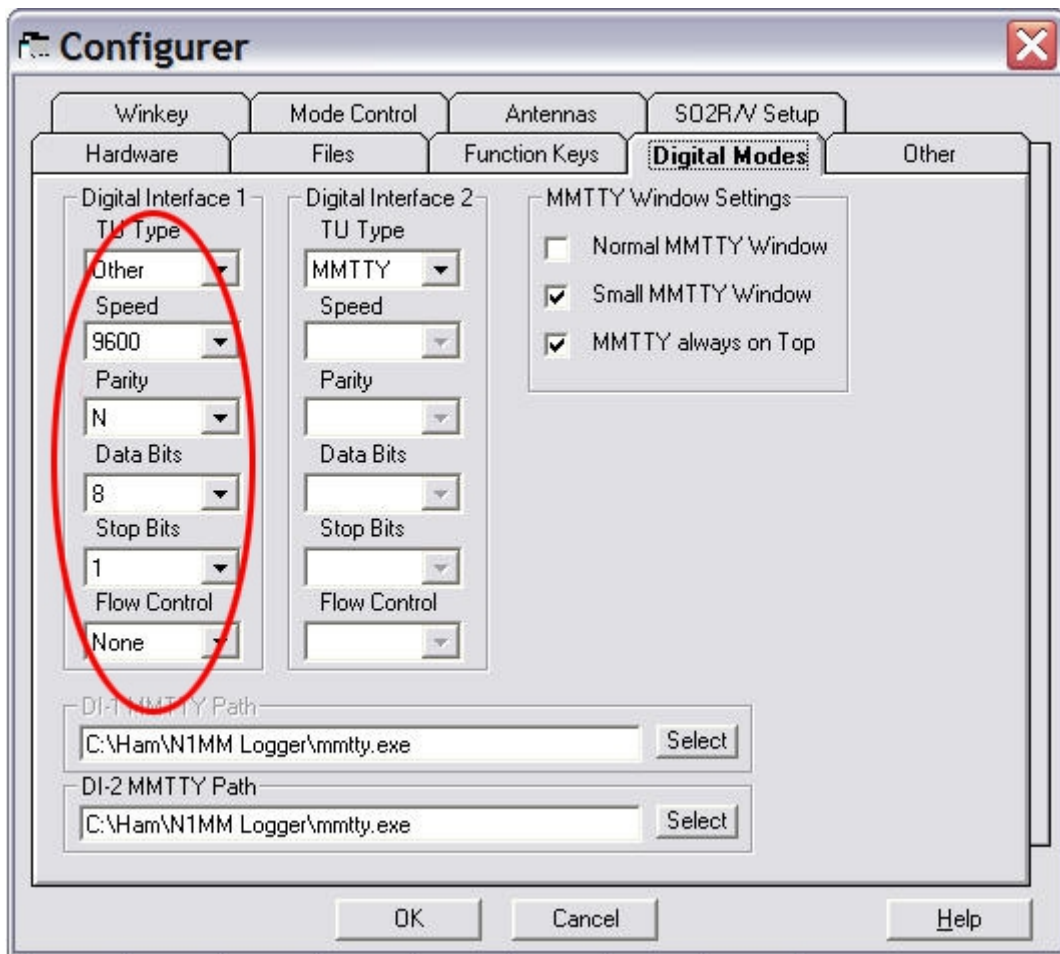 Configurer
Winkey
Mode Control
Antennas
SO2R/V Setup
Hardware
Files
Function Keys
Digital Modes
Other
Digital Interface 1
TU Type
Other
Speed
9600
Parity
N
Data Bits
8
Stop Bits
1
Flow Control
None
Digital Interface 2
TU Type
MMTTY
Speed
Parity
Data Bits
Stop Bits
Flow Control
MMTTY Window Settings
Normal MMTTY Window
Small MMTTY Window
MMTTY always on Top
DI-1 MMTTY Path
C:\Ham\N1MM Logger\mmtty.exe
Select
DI-2 MMTTY Path
C:\Ham\N1MM Logger\mmtty.exe
Select
OK
Cancel
Help